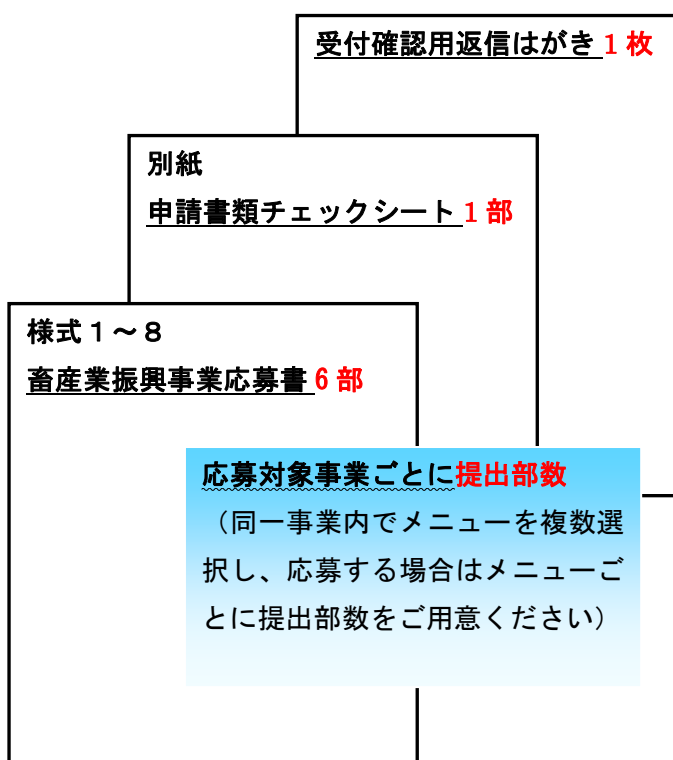 受付確認用返信はがき 1 枚
別紙
申請書類チェックシート 1 部
様式１～８
畜産業振興事業応募書 6 部
応募対象事業ごとに提出部数
（同一事業内でメニューを複数選
択し、応募する場合はメニューご
とに提出部数をご用意ください）